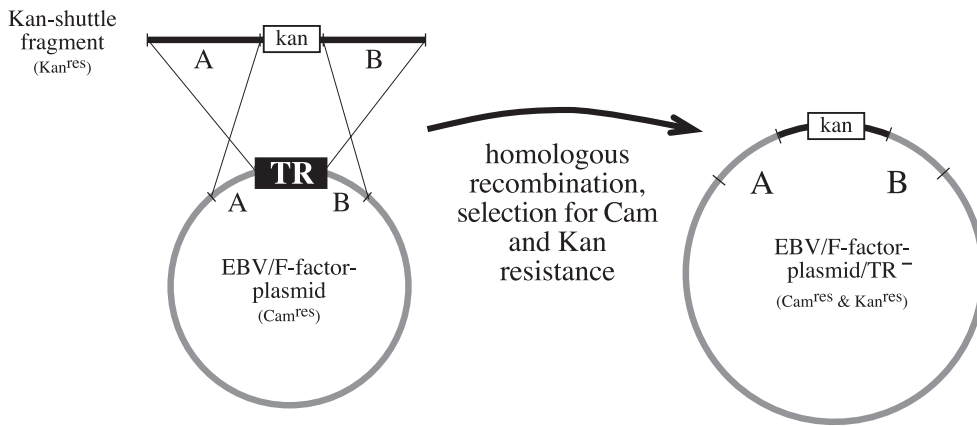 Kan-shuttle
fragment
(Kanres)
kan
A
B
TR
A
B
EBV/F-factor-
plasmid
(Camres)
homologous
recombination,
selection for Cam
and Kan
resistance
kan
A
B
EBV/F-factor-
plasmid/TR⁻
(Camres & Kanres)